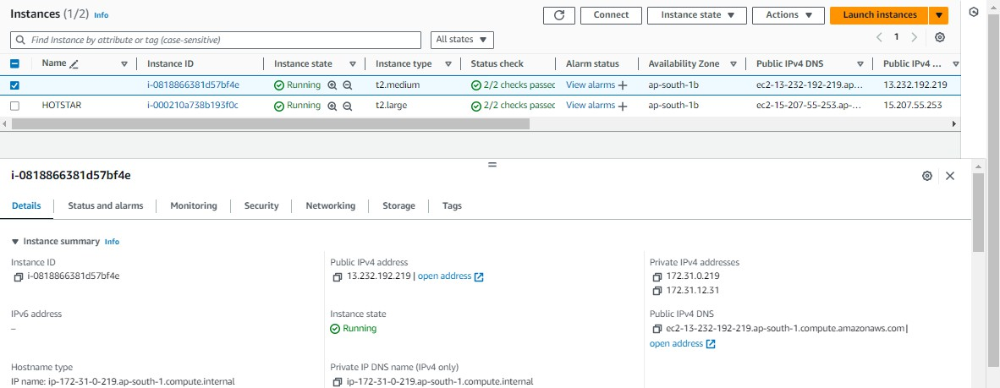 Instances (1/2) Info Connect Instance state Actions Launch instances
Find Instance by attribute or tag (case-sensitive) All states 1
Name Instance ID Instance state Instance type Status check Alarm status Availability Zone Public IPv4 DNS Public IPv4 ...
i-0818866381d57bf4e Running t2.medium 2/2 checks passed View alarms + ap-south-1b ec2-13-232-192-219.ap-... 13.232.192.219
HOTSTAR i-000210a738b193f0c Running t2.large 2/2 checks passed View alarms + ap-south-1b ec2-15-207-55-253.ap-... 15.207.55.253
i-0818866381d57bf4e
Details Status and alarms Monitoring Security Networking Storage Tags
Instance summary Info
Instance ID
i-0818866381d57bf4e
Public IPv4 address
13.232.192.219 | open address
Private IPv4 addresses
172.31.0.219
172.31.12.31
IPv6 address
–
Instance state
Running
Public IPv4 DNS
ec2-13-232-192-219.ap-south-1.compute.amazonaws.com |
open address
Hostname type
IP name: ip-172-31-0-219.ap-south-1.compute.internal
Private IP DNS name (IPv4 only)
ip-172-31-0-219.ap-south-1.compute.internal